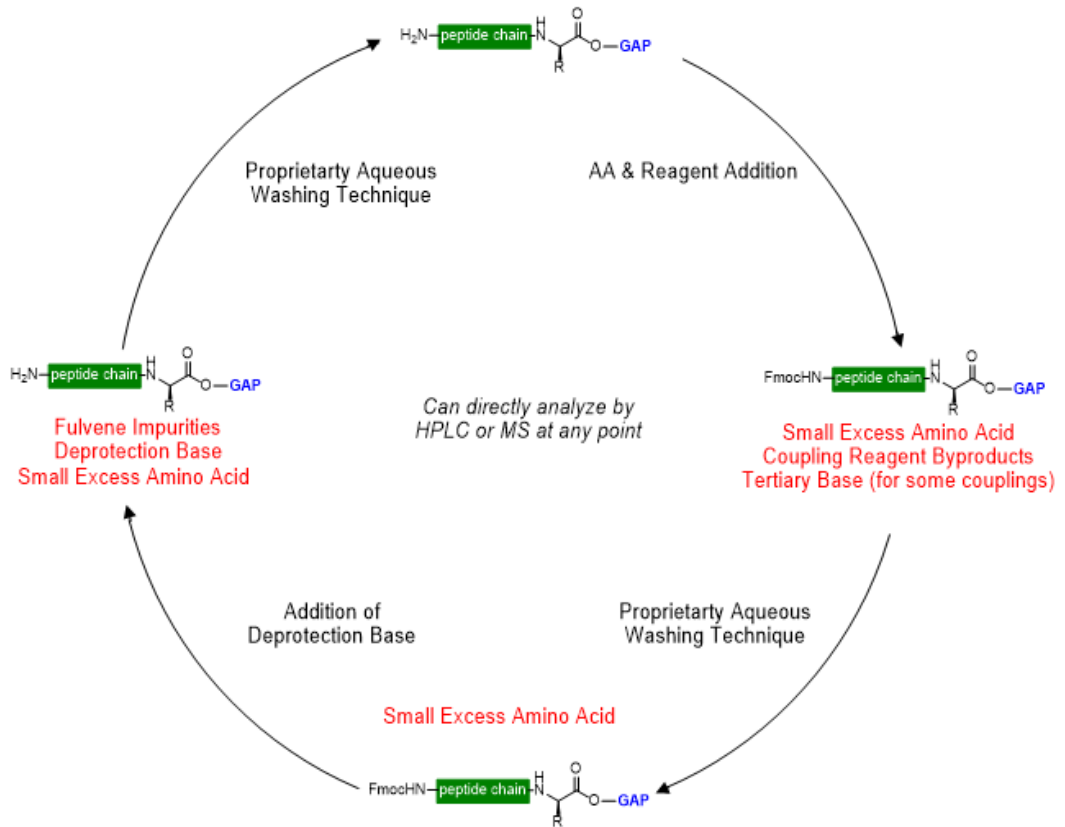 H₂N–peptide chain–N H O O–GAP R
Proprietarty Aqueous
Washing Technique
AA & Reagent Addition
H₂N–peptide chain–N H O O–GAP R
Fulvene Impurities
Deprotection Base
Small Excess Amino Acid
Can directly analyze by
HPLC or MS at any point
FmocHN–peptide chain–N H O O–GAP R
Small Excess Amino Acid
Coupling Reagent Byproducts
Tertiary Base (for some couplings)
Addition of
Deprotection Base
Proprietarty Aqueous
Washing Technique
Small Excess Amino Acid
FmocHN–peptide chain–N H O O–GAP R